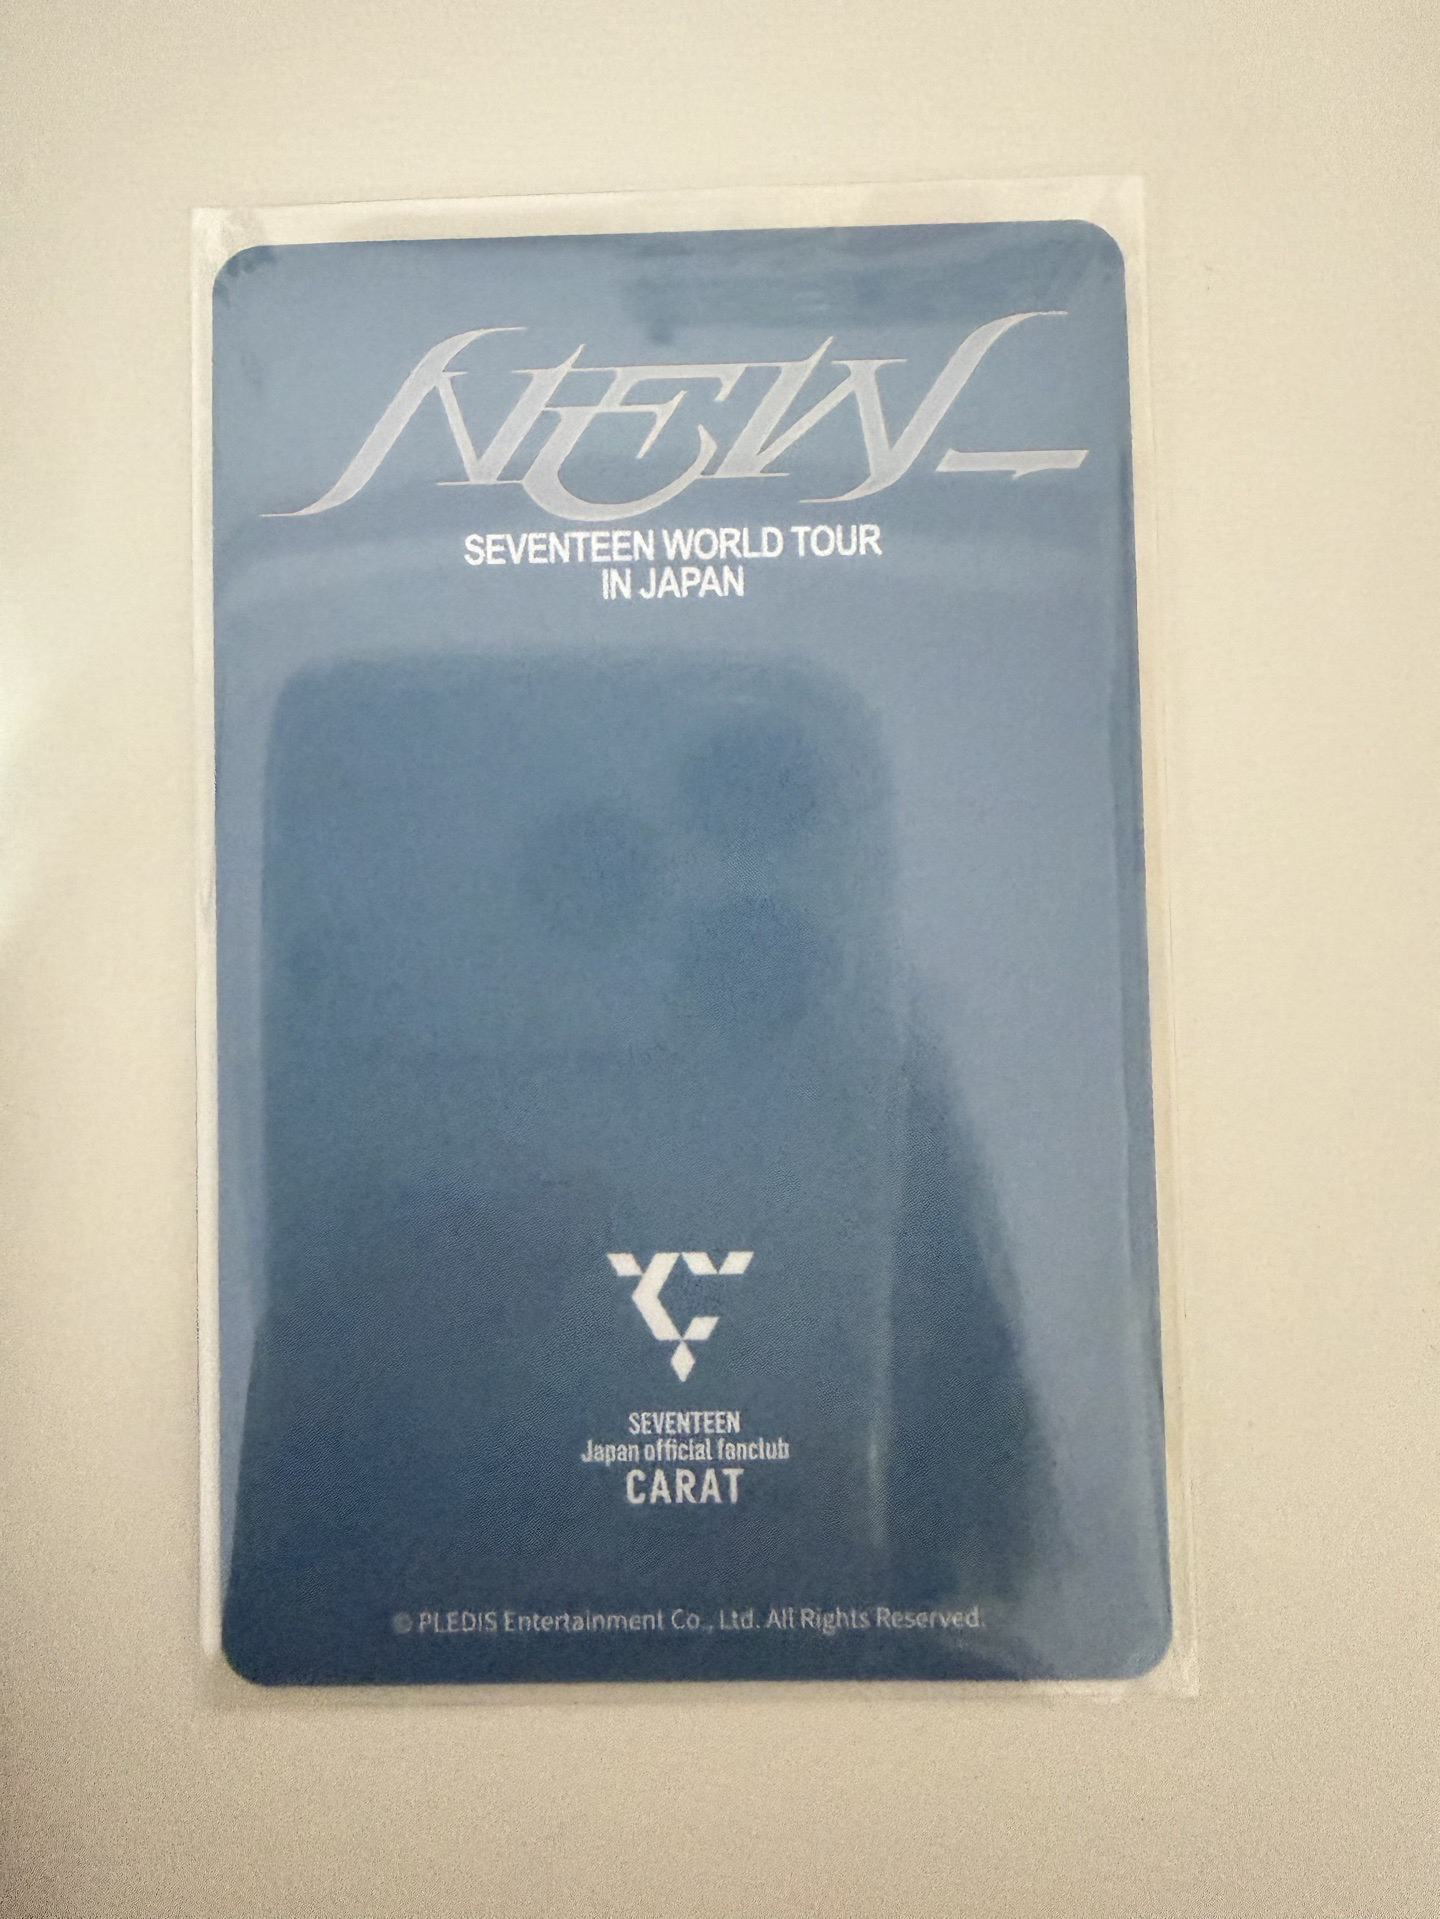 NEW_
SEVENTEEN WORLD TOUR
IN JAPAN
SEVENTEEN
Japan official fanclub
CARAT
© PLEDIS Entertainment Co., Ltd. All Rights Reserved.